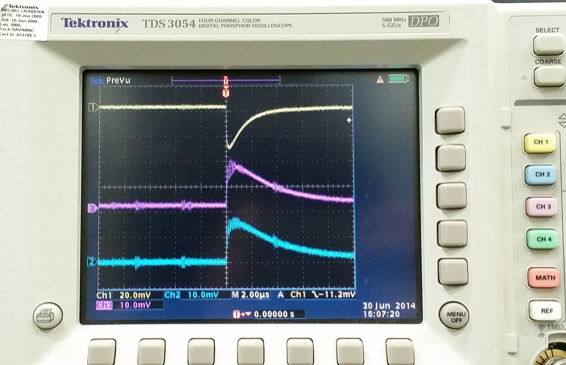 Tektronix
Tektronix TDS 3054 FOUR CHANNEL COLOR DIGITAL PHOSPHOR OSCILLOSCOPE 500 MHz 5 GS/s DPO
SELECT
COARSE
Tek PreVu
1
CH 1
CH 2
3
CH 3
2
CH 4
Ch1 20.0mV Ch2 10.0mV M 2.00µs A Ch1 -11.2mV
Ch3 10.0mV
MATH
30 Jun 2014
16:07:20
0.00000 s
MENU OFF
REF